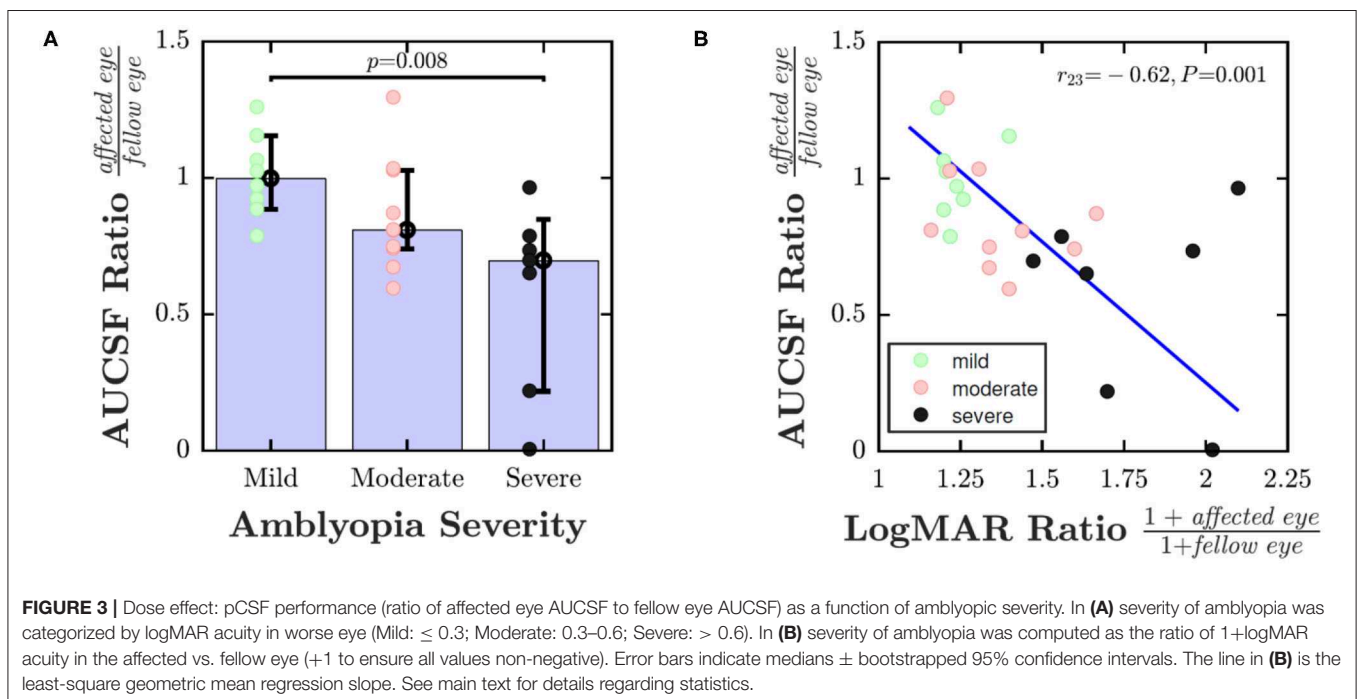 A
AUCSF Ratio affected eye / fellow eye
1.5
1
0.5
0
p=0.008
Mild Moderate Severe
Amblyopia Severity
B
AUCSF Ratio affected eye / fellow eye
1.5
1
0.5
0
r23= − 0.62, P=0.001
mild
moderate
severe
1 1.25 1.5 1.75 2 2.25
LogMAR Ratio 1 + affected eye / 1+fellow eye
FIGURE 3 | Dose effect: pCSF performance (ratio of affected eye AUCSF to fellow eye AUCSF) as a function of amblyopic severity. In (A) severity of amblyopia was
categorized by logMAR acuity in worse eye (Mild: ≤ 0.3; Moderate: 0.3–0.6; Severe: > 0.6). In (B) severity of amblyopia was computed as the ratio of 1+logMAR
acuity in the affected vs. fellow eye (+1 to ensure all values non-negative). Error bars indicate medians ± bootstrapped 95% confidence intervals. The line in (B) is the
least-square geometric mean regression slope. See main text for details regarding statistics.